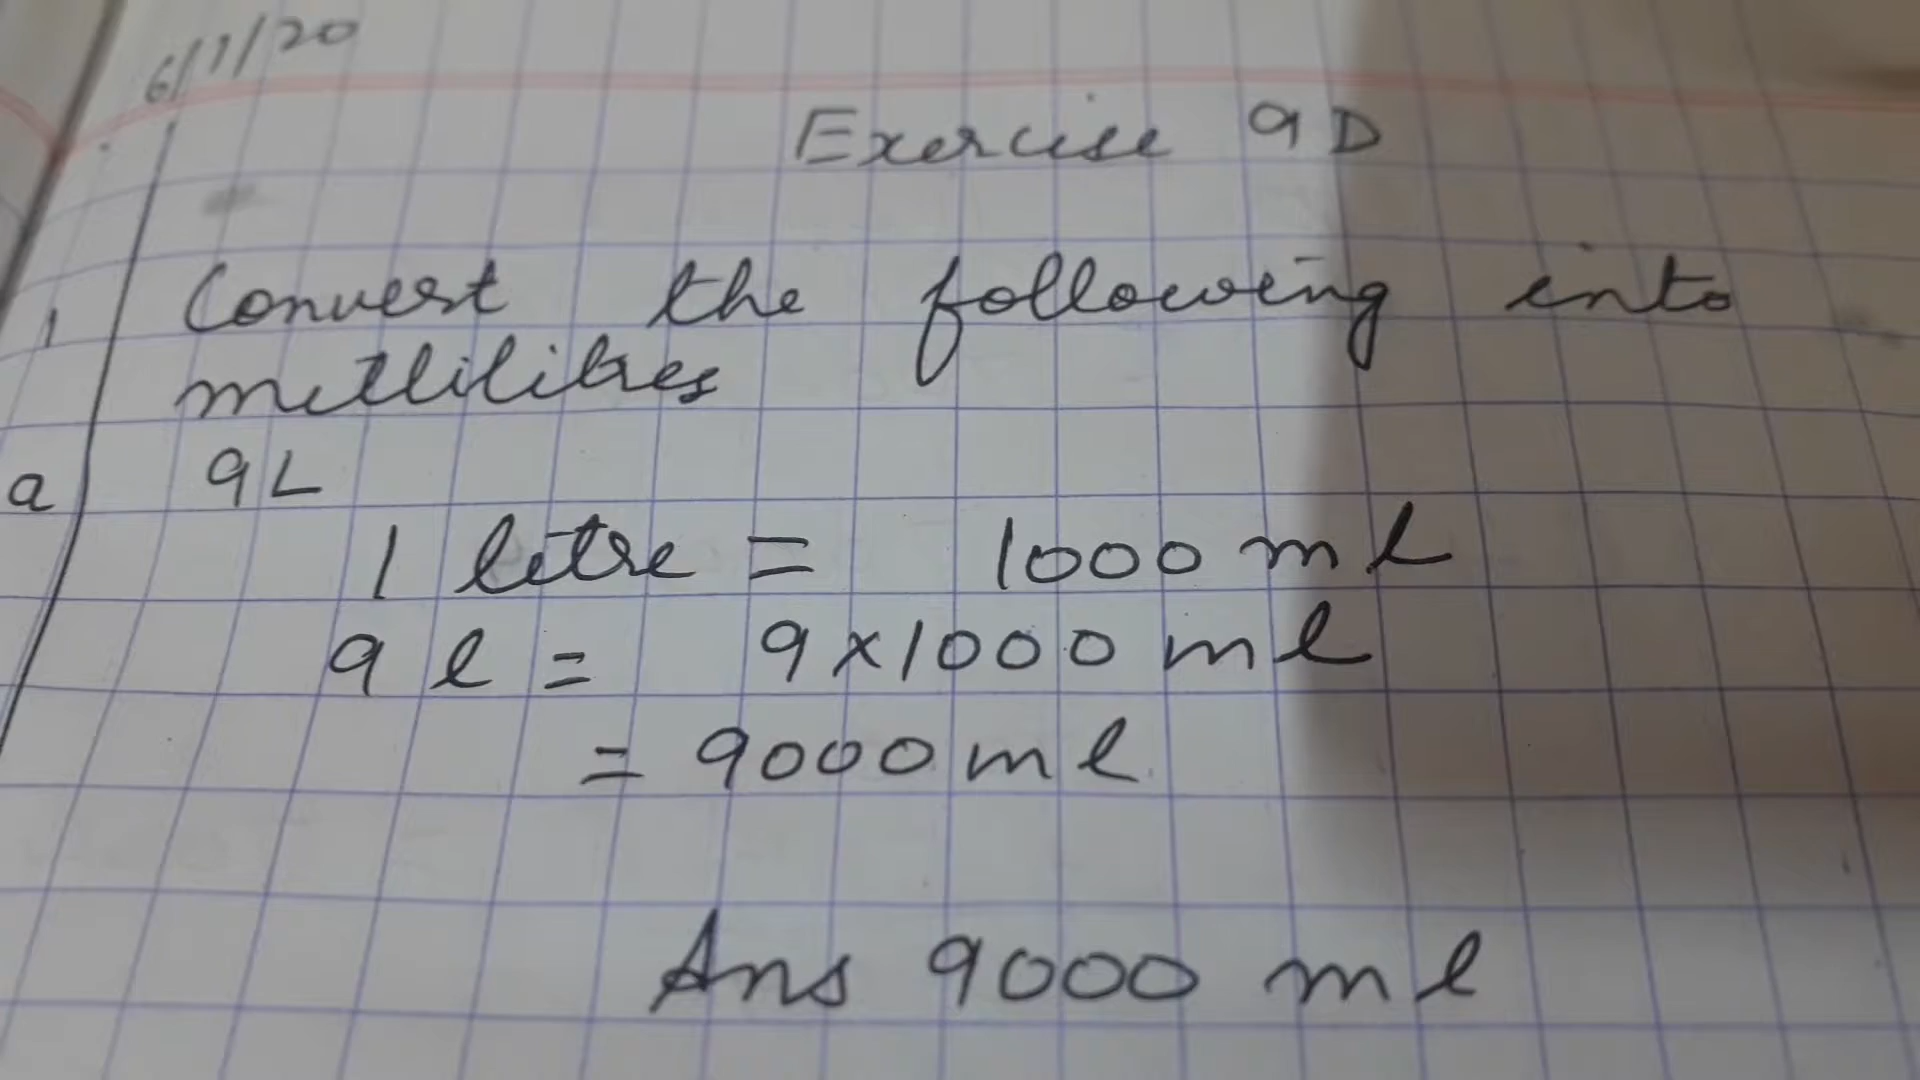 6/1/20
Exercise 9D
1 Convert the following into
millilitres
a 9L
1 litre = 1000 ml
9 l = 9x1000 ml
= 9000 ml
Ans 9000 ml